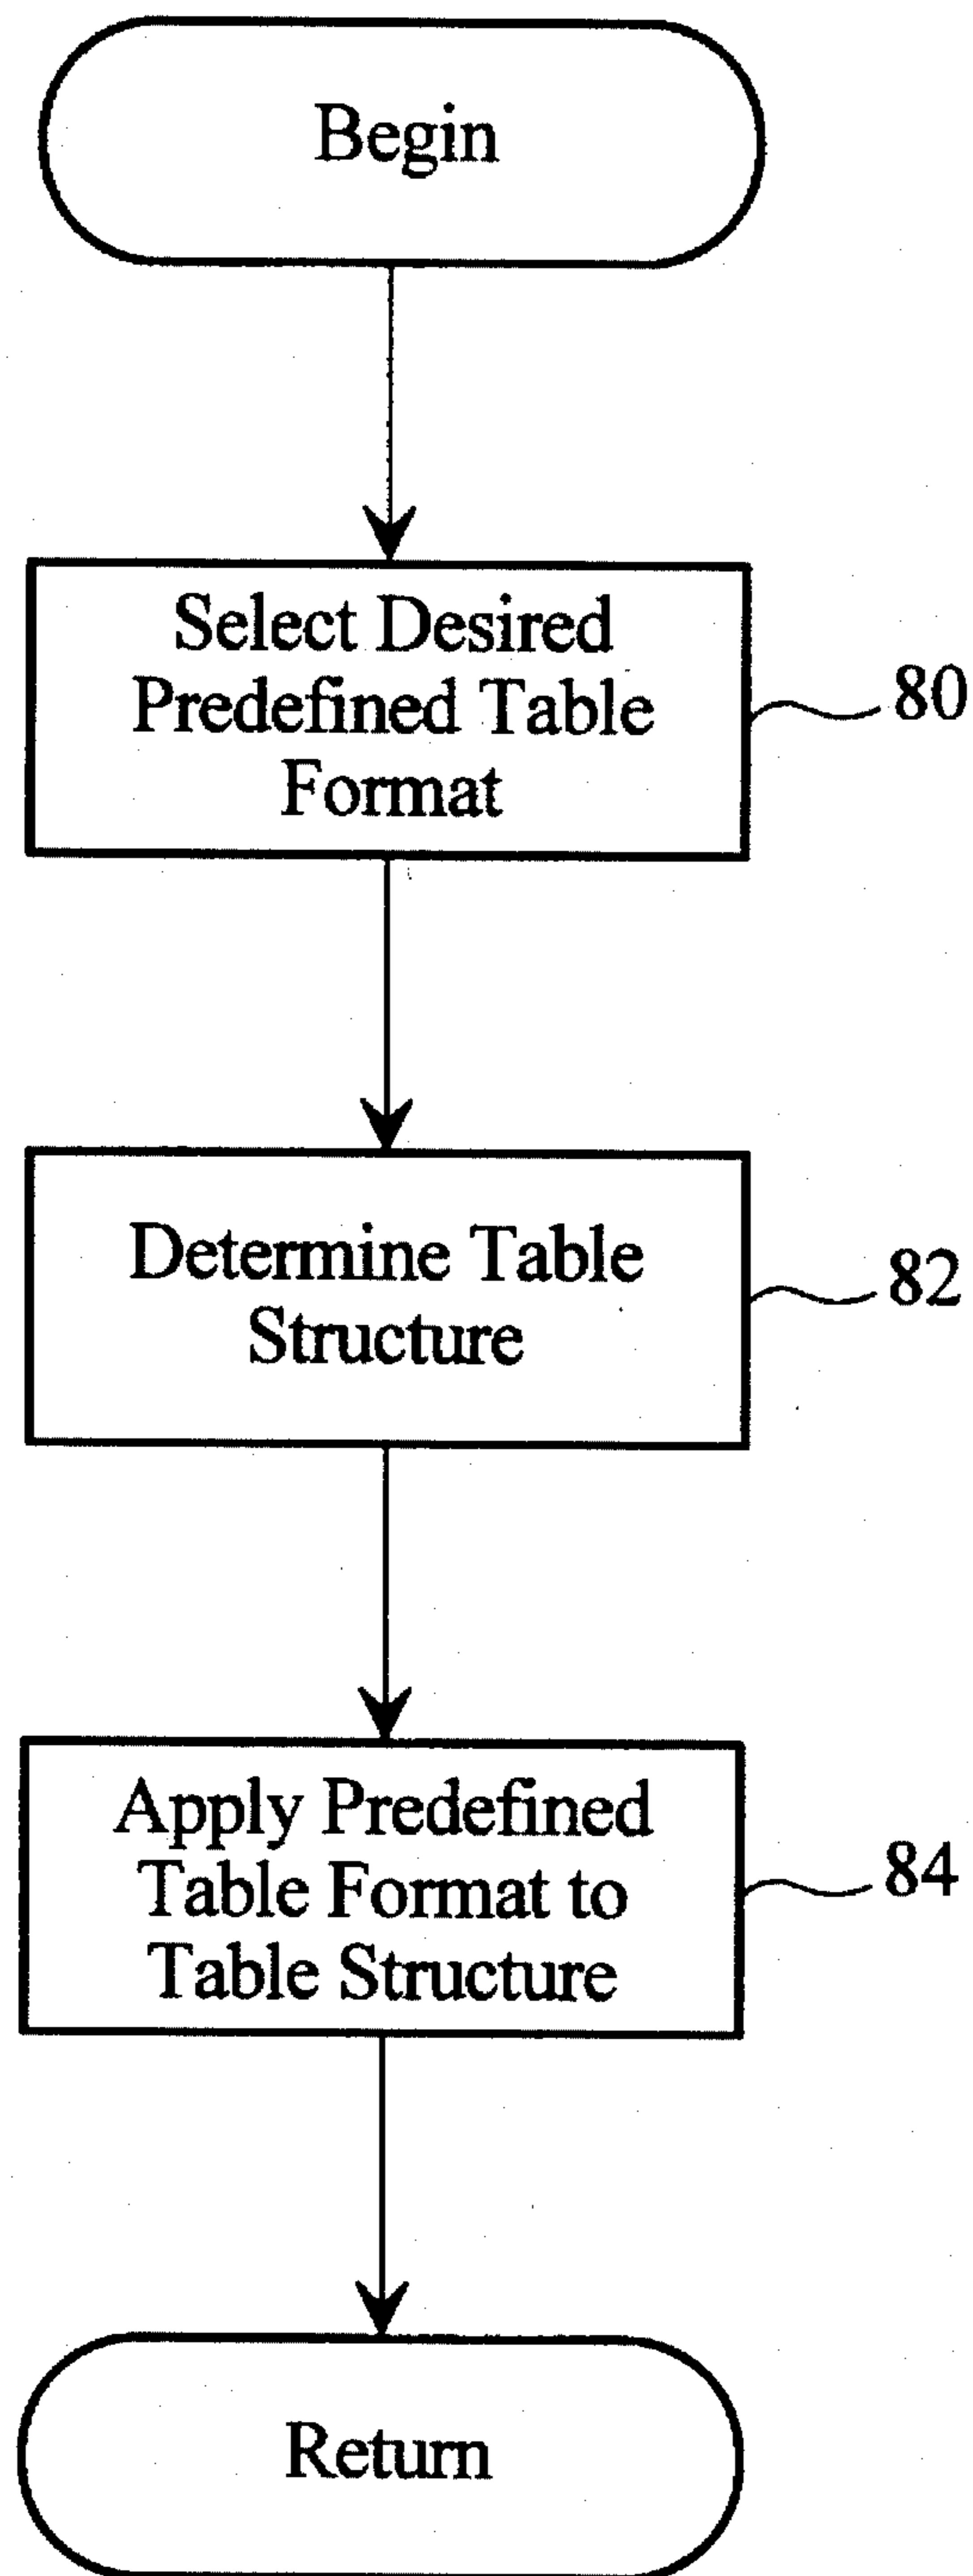 Begin
Select Desired
Predefined Table
Format
80
Determine Table
Structure
82
Apply Predefined
Table Format to
Table Structure
84
Return